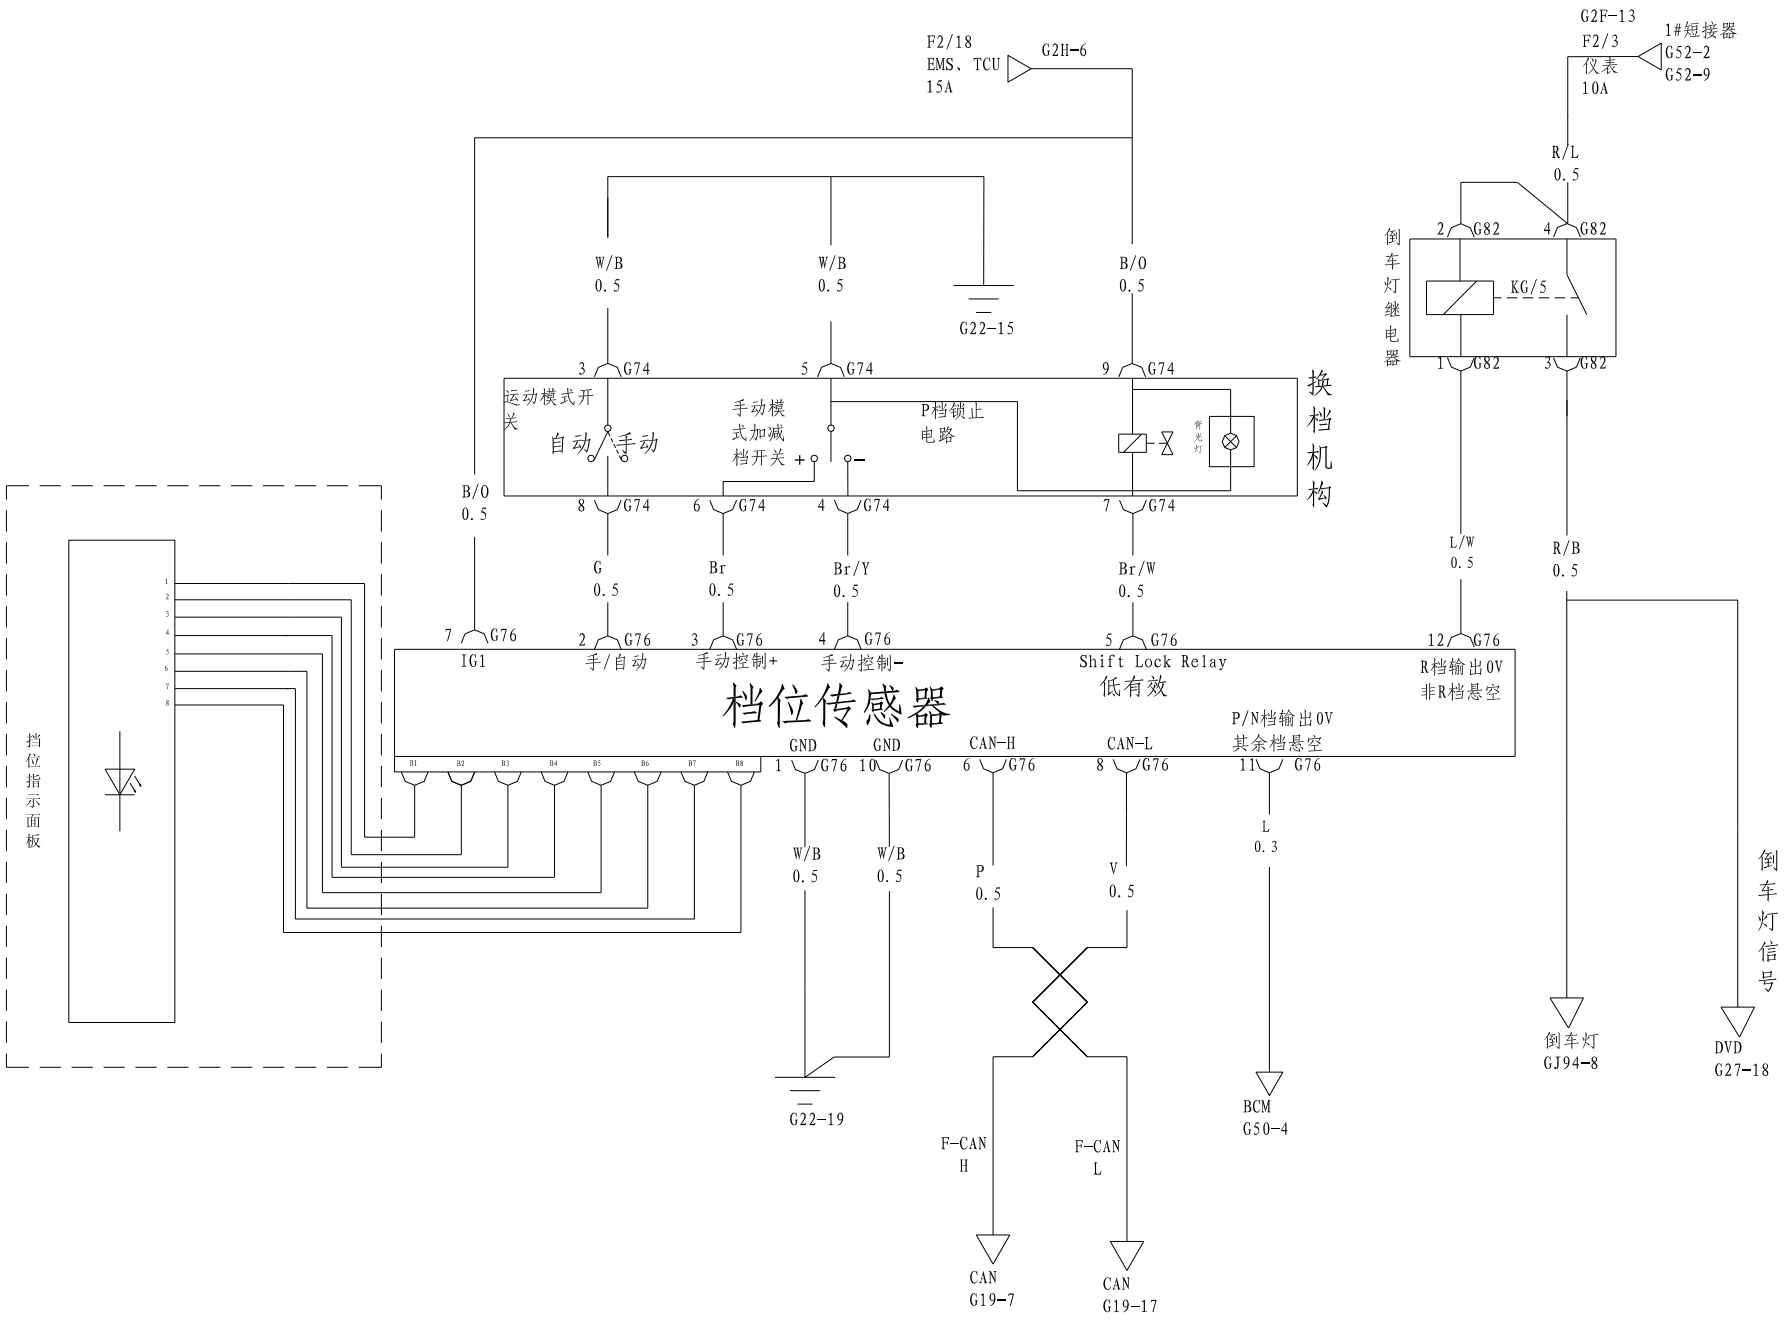 F2/18
EMS、TCU
15A
G2H-6
G2F-13
F2/3
仪表
10A
1#短接器
G52-2
G52-9
R/L
0.5
W/B
0.5
W/B
0.5
G22-15
B/O
0.5
倒车灯继电器
2
G82
4
G82
KG/5
1
G82
3
G82
3
G74
5
G74
9
G74
运动模式开
关
自动
手动
手动模
式加减
档开关
+
-
P档锁止
电路
背光灯
换档机构
8
G74
6
G74
4
G74
7
G74
B/O
0.5
G
0.5
Br
0.5
Br/Y
0.5
Br/W
0.5
L/W
0.5
R/B
0.5
7
G76
2
G76
3
G76
4
G76
5
G76
12
G76
IG1
手/自动
手动控制+
手动控制-
Shift Lock Relay
低有效
R档输出0V
非R档悬空
档位传感器
P/N档输出0V
其余档悬空
GND
GND
CAN-H
CAN-L
B1
B2
B3
B4
B5
B6
B7
B8
1
G76
10
G76
6
G76
8
G76
11
G76
1
2
3
4
5
6
7
8
挡位指示面板
W/B
0.5
W/B
0.5
P
0.5
V
0.5
L
0.3
G22-19
F-CAN
H
F-CAN
L
BCM
G50-4
CAN
G19-7
CAN
G19-17
倒车灯
GJ94-8
DVD
G27-18
倒车灯信号